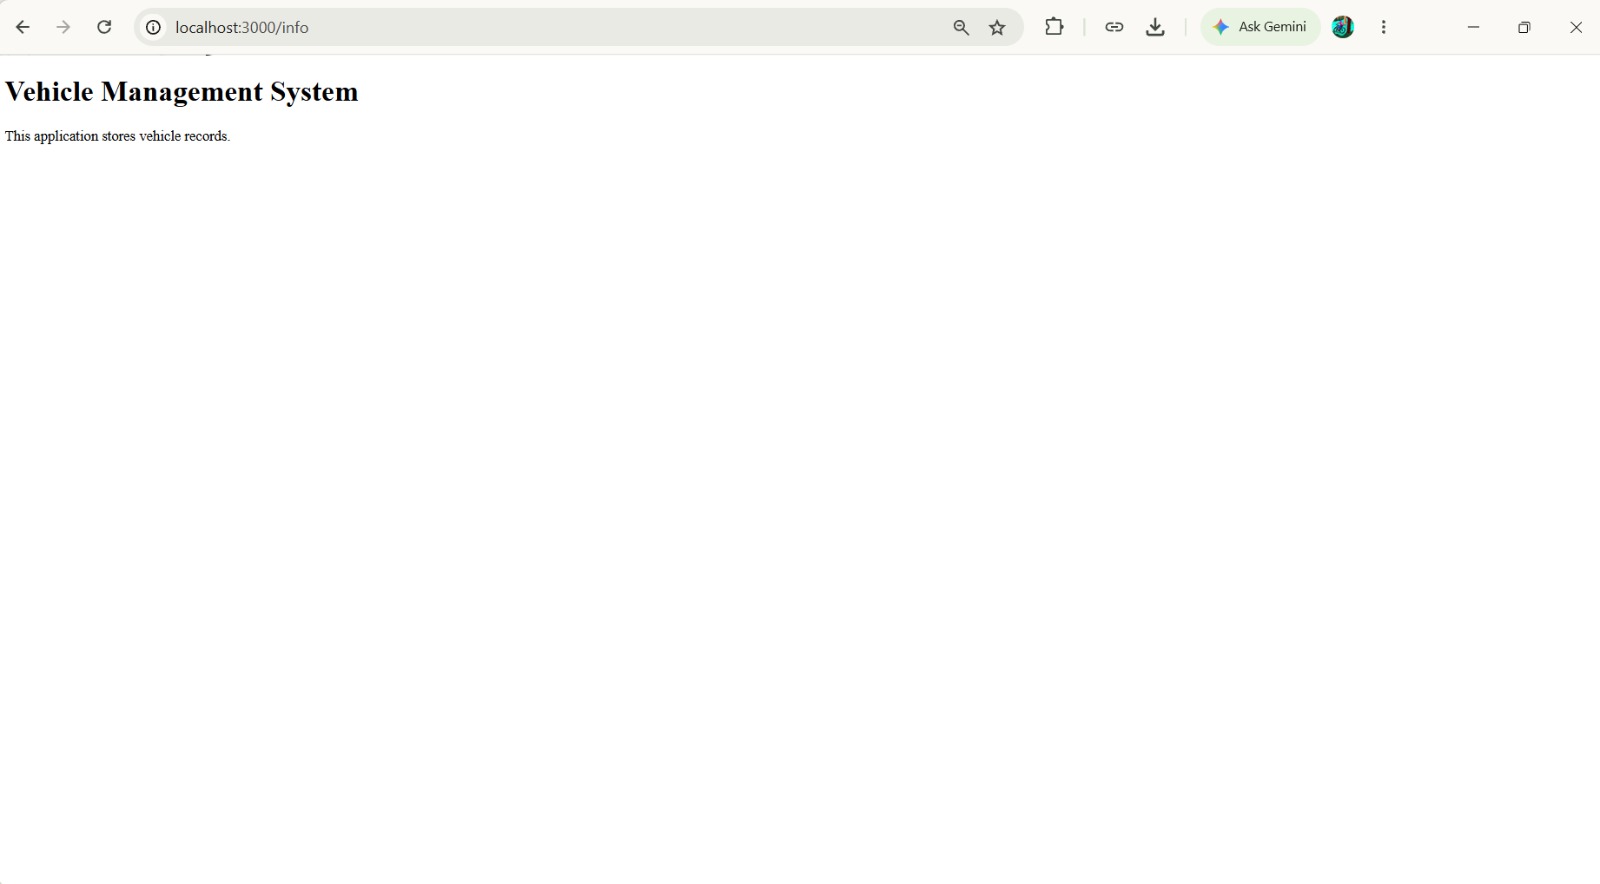 localhost:3000/info
Ask Gemini
Vehicle Management System
This application stores vehicle records.